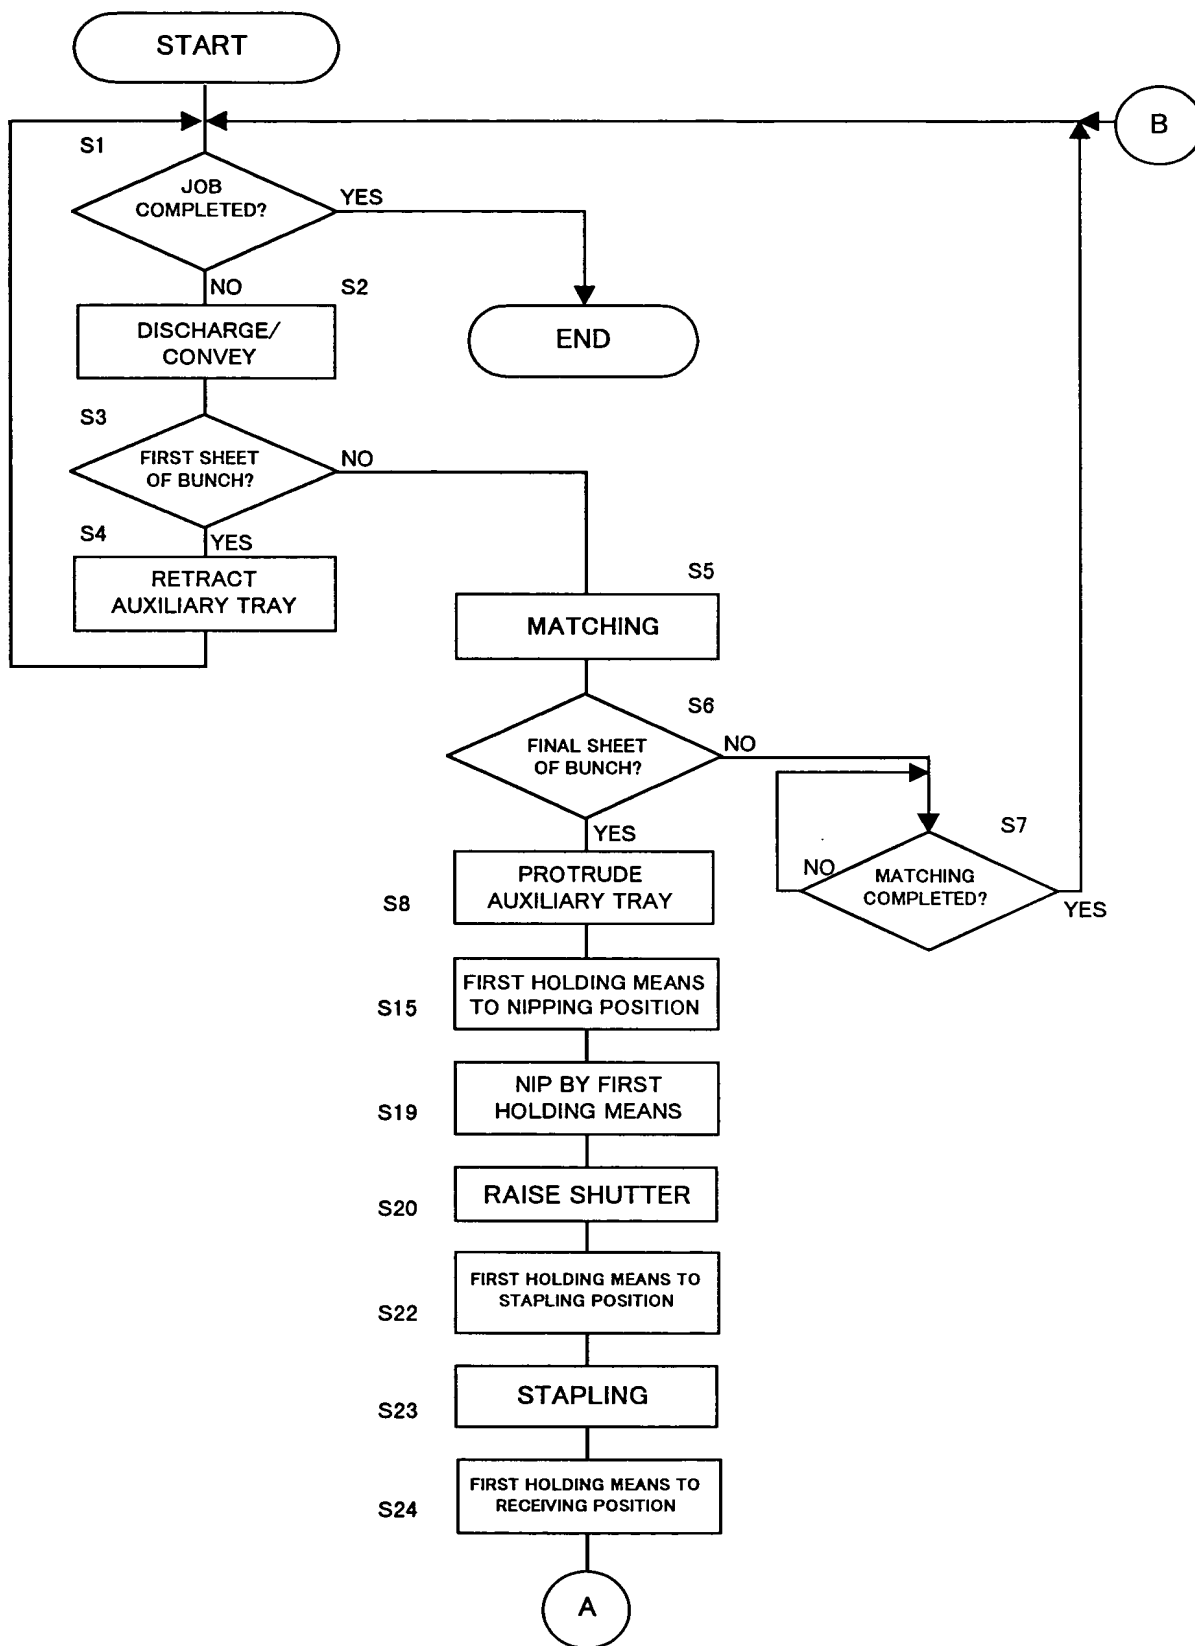 START
B
S1
JOB
COMPLETED?
YES
NO
S2
DISCHARGE/
CONVEY
END
S3
FIRST SHEET
OF BUNCH?
NO
S4
YES
RETRACT
AUXILIARY TRAY
S5
MATCHING
S6
FINAL SHEET
OF BUNCH?
NO
YES
S7
NO
MATCHING
COMPLETED?
YES
S8
PROTRUDE
AUXILIARY TRAY
S15
FIRST HOLDING MEANS
TO NIPPING POSITION
S19
NIP BY FIRST
HOLDING MEANS
S20
RAISE SHUTTER
S22
FIRST HOLDING MEANS TO
STAPLING POSITION
S23
STAPLING
S24
FIRST HOLDING MEANS TO
RECEIVING POSITION
A